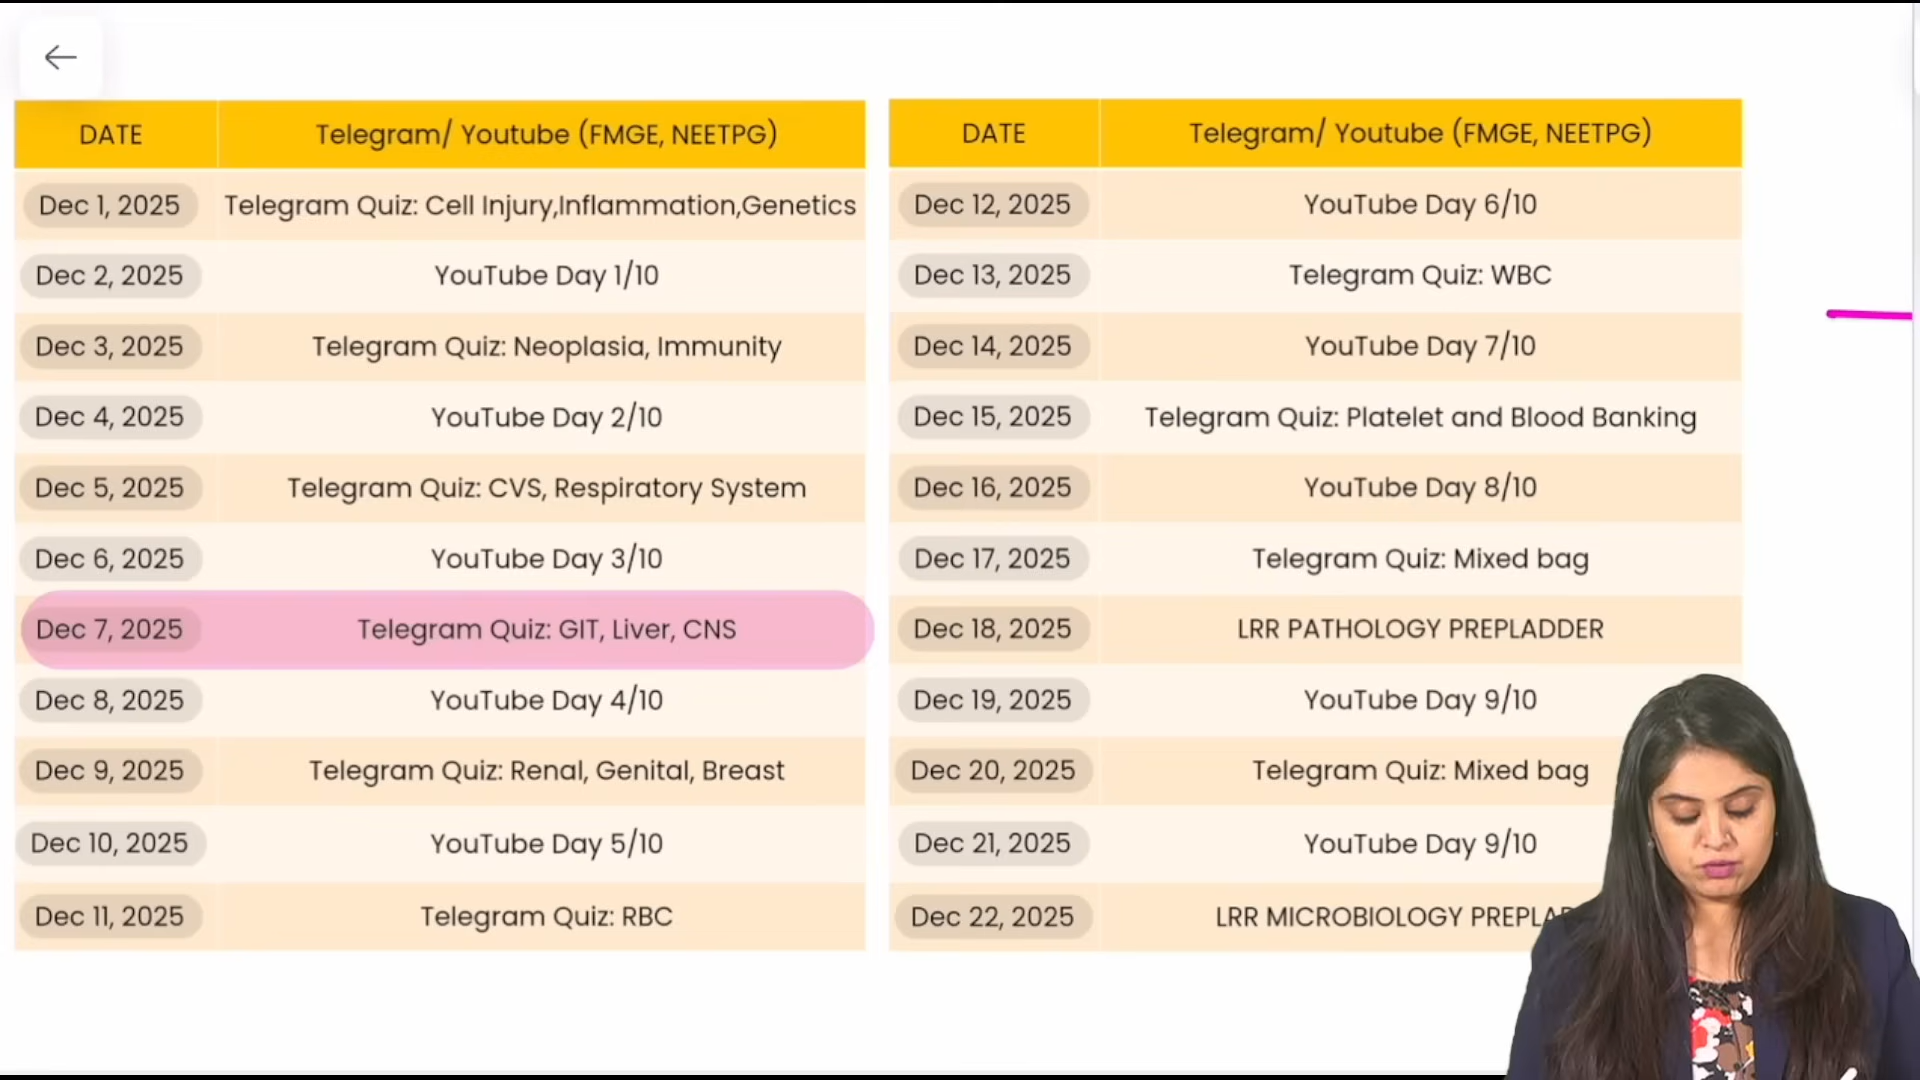 DATE Telegram/ Youtube (FMGE, NEETPG)
Dec 1, 2025 Telegram Quiz: Cell Injury,Inflammation,Genetics
Dec 2, 2025 YouTube Day 1/10
Dec 3, 2025 Telegram Quiz: Neoplasia, Immunity
Dec 4, 2025 YouTube Day 2/10
Dec 5, 2025 Telegram Quiz: CVS, Respiratory System
Dec 6, 2025 YouTube Day 3/10
Dec 7, 2025 Telegram Quiz: GIT, Liver, CNS
Dec 8, 2025 YouTube Day 4/10
Dec 9, 2025 Telegram Quiz: Renal, Genital, Breast
Dec 10, 2025 YouTube Day 5/10
Dec 11, 2025 Telegram Quiz: RBC
DATE Telegram/ Youtube (FMGE, NEETPG)
Dec 12, 2025 YouTube Day 6/10
Dec 13, 2025 Telegram Quiz: WBC
Dec 14, 2025 YouTube Day 7/10
Dec 15, 2025 Telegram Quiz: Platelet and Blood Banking
Dec 16, 2025 YouTube Day 8/10
Dec 17, 2025 Telegram Quiz: Mixed bag
Dec 18, 2025 LRR PATHOLOGY PREPLADDER
Dec 19, 2025 YouTube Day 9/10
Dec 20, 2025 Telegram Quiz: Mixed bag
Dec 21, 2025 YouTube Day 9/10
Dec 22, 2025 LRR MICROBIOLOGY